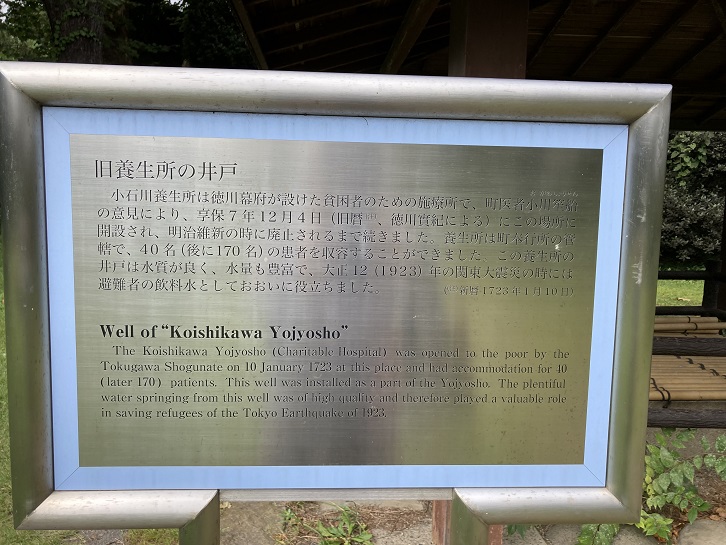 旧養生所の井戸
小石川養生所は徳川幕府が設けた貧困者のための施療所で、町医者小川笙船
の意見により、享保7年12月4日（旧暦、徳川實紀による）にこの場所に
開設され、明治維新の時に廃止されるまで続きました。養生所は町奉行所の管
轄で、40名（後に170名）の患者を収容することができました。この養生所の
井戸は水質が良く、水量も豊富で、大正12（1923）年の関東大震災の時には
避難者の飲料水としておおいに役立ちました。
新暦1723年1月10日）
Well of “Koishikawa Yojyosho”
The Koishikawa Yojyosho (Charitable Hospital) was opened to the poor by the
Tokugawa Shogunate on 10 January 1723 at this place and had accommodation for 40
(later 170) patients. This well was installed as a part of the Yojyosho. The plentiful
water springing from this well was of high quality and therefore played a valuable role
in saving refugees of the Tokyo Earthquake of 1923.